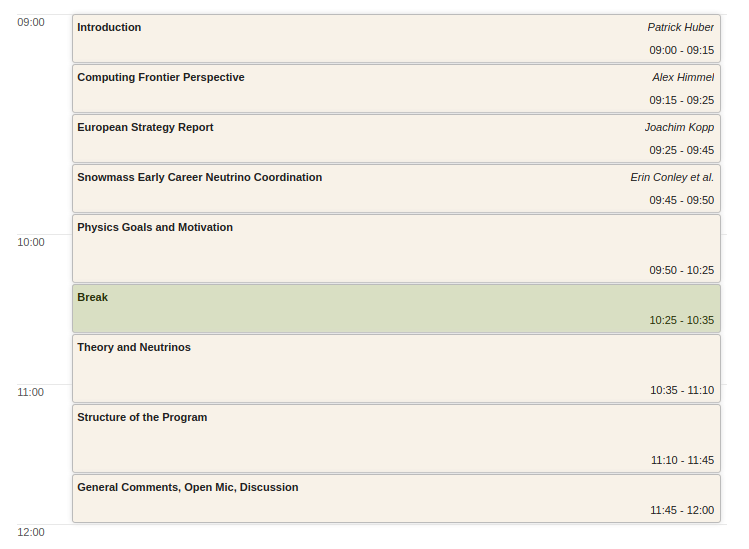 09:00
Introduction Patrick Huber
09:00 - 09:15
Computing Frontier Perspective Alex Himmel
09:15 - 09:25
European Strategy Report Joachim Kopp
09:25 - 09:45
Snowmass Early Career Neutrino Coordination Erin Conley et al.
09:45 - 09:50
Physics Goals and Motivation
10:00
09:50 - 10:25
Break
10:25 - 10:35
Theory and Neutrinos
11:00
10:35 - 11:10
Structure of the Program
11:10 - 11:45
General Comments, Open Mic, Discussion
11:45 - 12:00
12:00